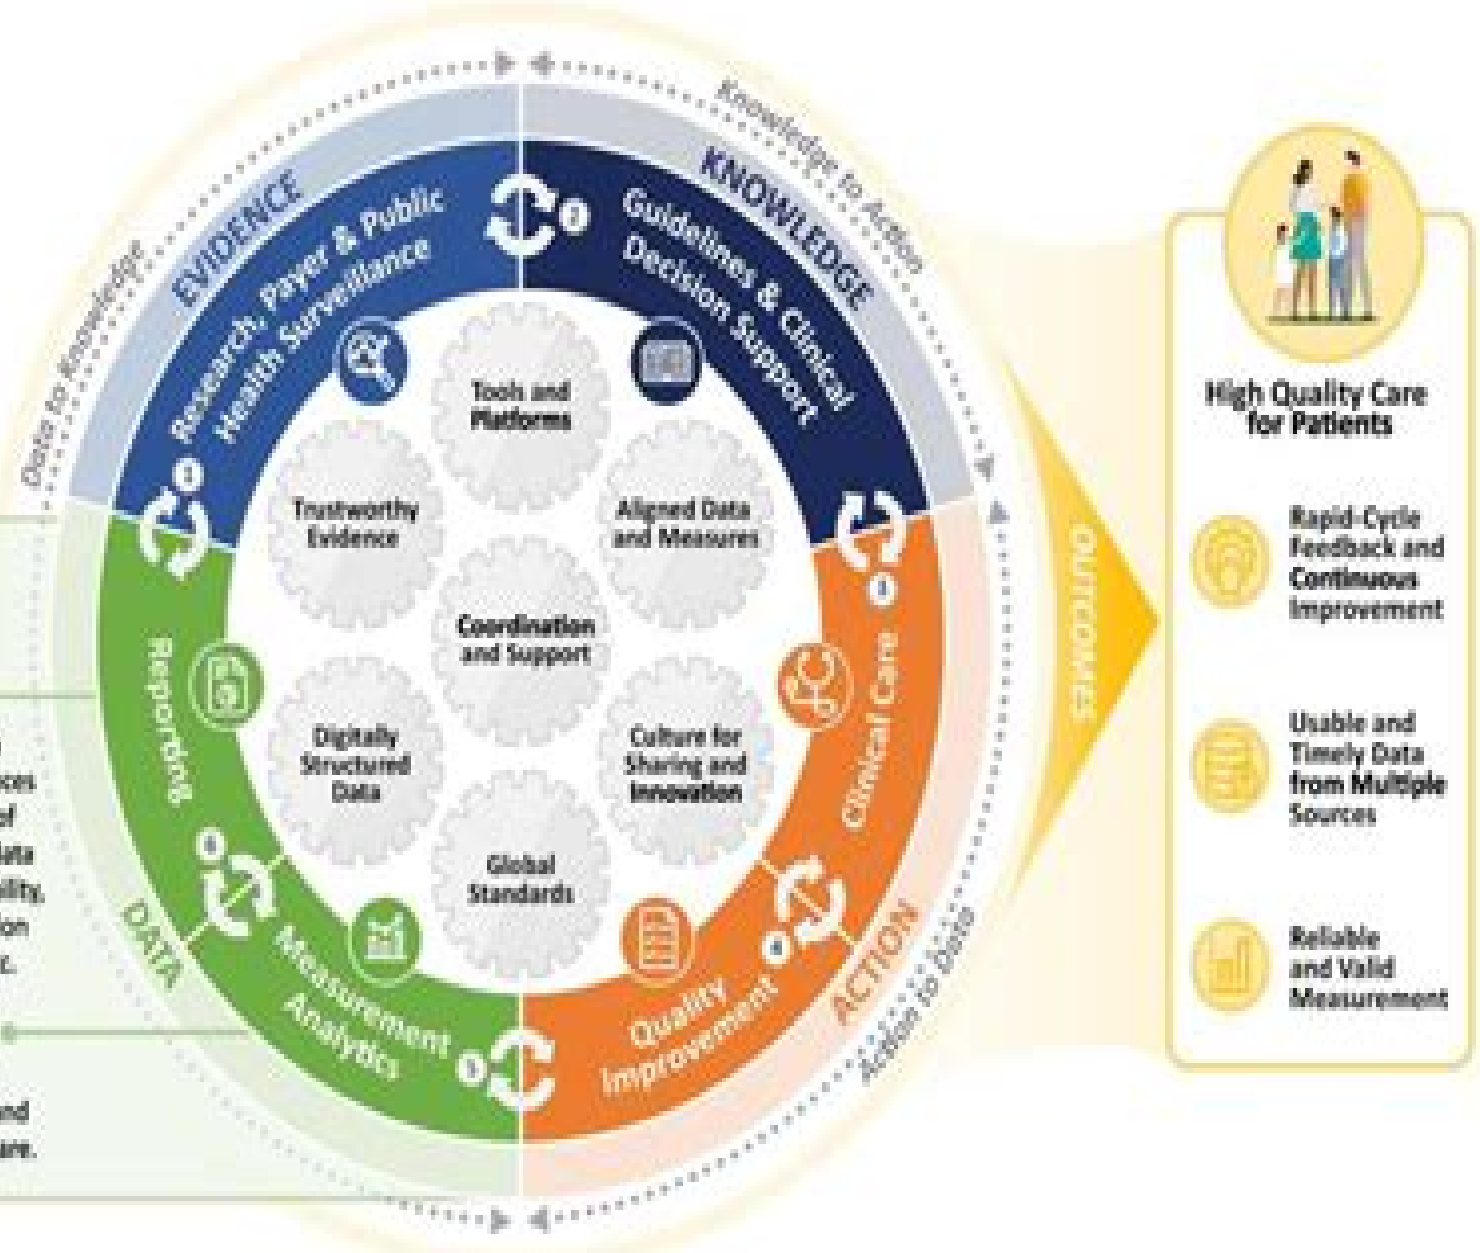 Knowledge to Action
Data to Knowledge
EVIDENCE
KNOWLEDGE
Research, Payer & Public
Health Surveillance
Guidelines & Clinical
Decision Support
Tools and
Platforms
Trustworthy
Evidence
Aligned Data
and Measures
Coordination
and Support
Digitally
Structured
Data
Culture for
Sharing and
Innovation
Global
Standards
Reporting
Clinical Care
Measurement
Analytics
Quality
Improvement
DATA
ACTION
Action to Data
OUTCOMES
High Quality Care
for Patients
Rapid-Cycle
Feedback and
Continuous
Improvement
Usable and
Timely Data
from Multiple
Sources
Reliable
and Valid
Measurement
of